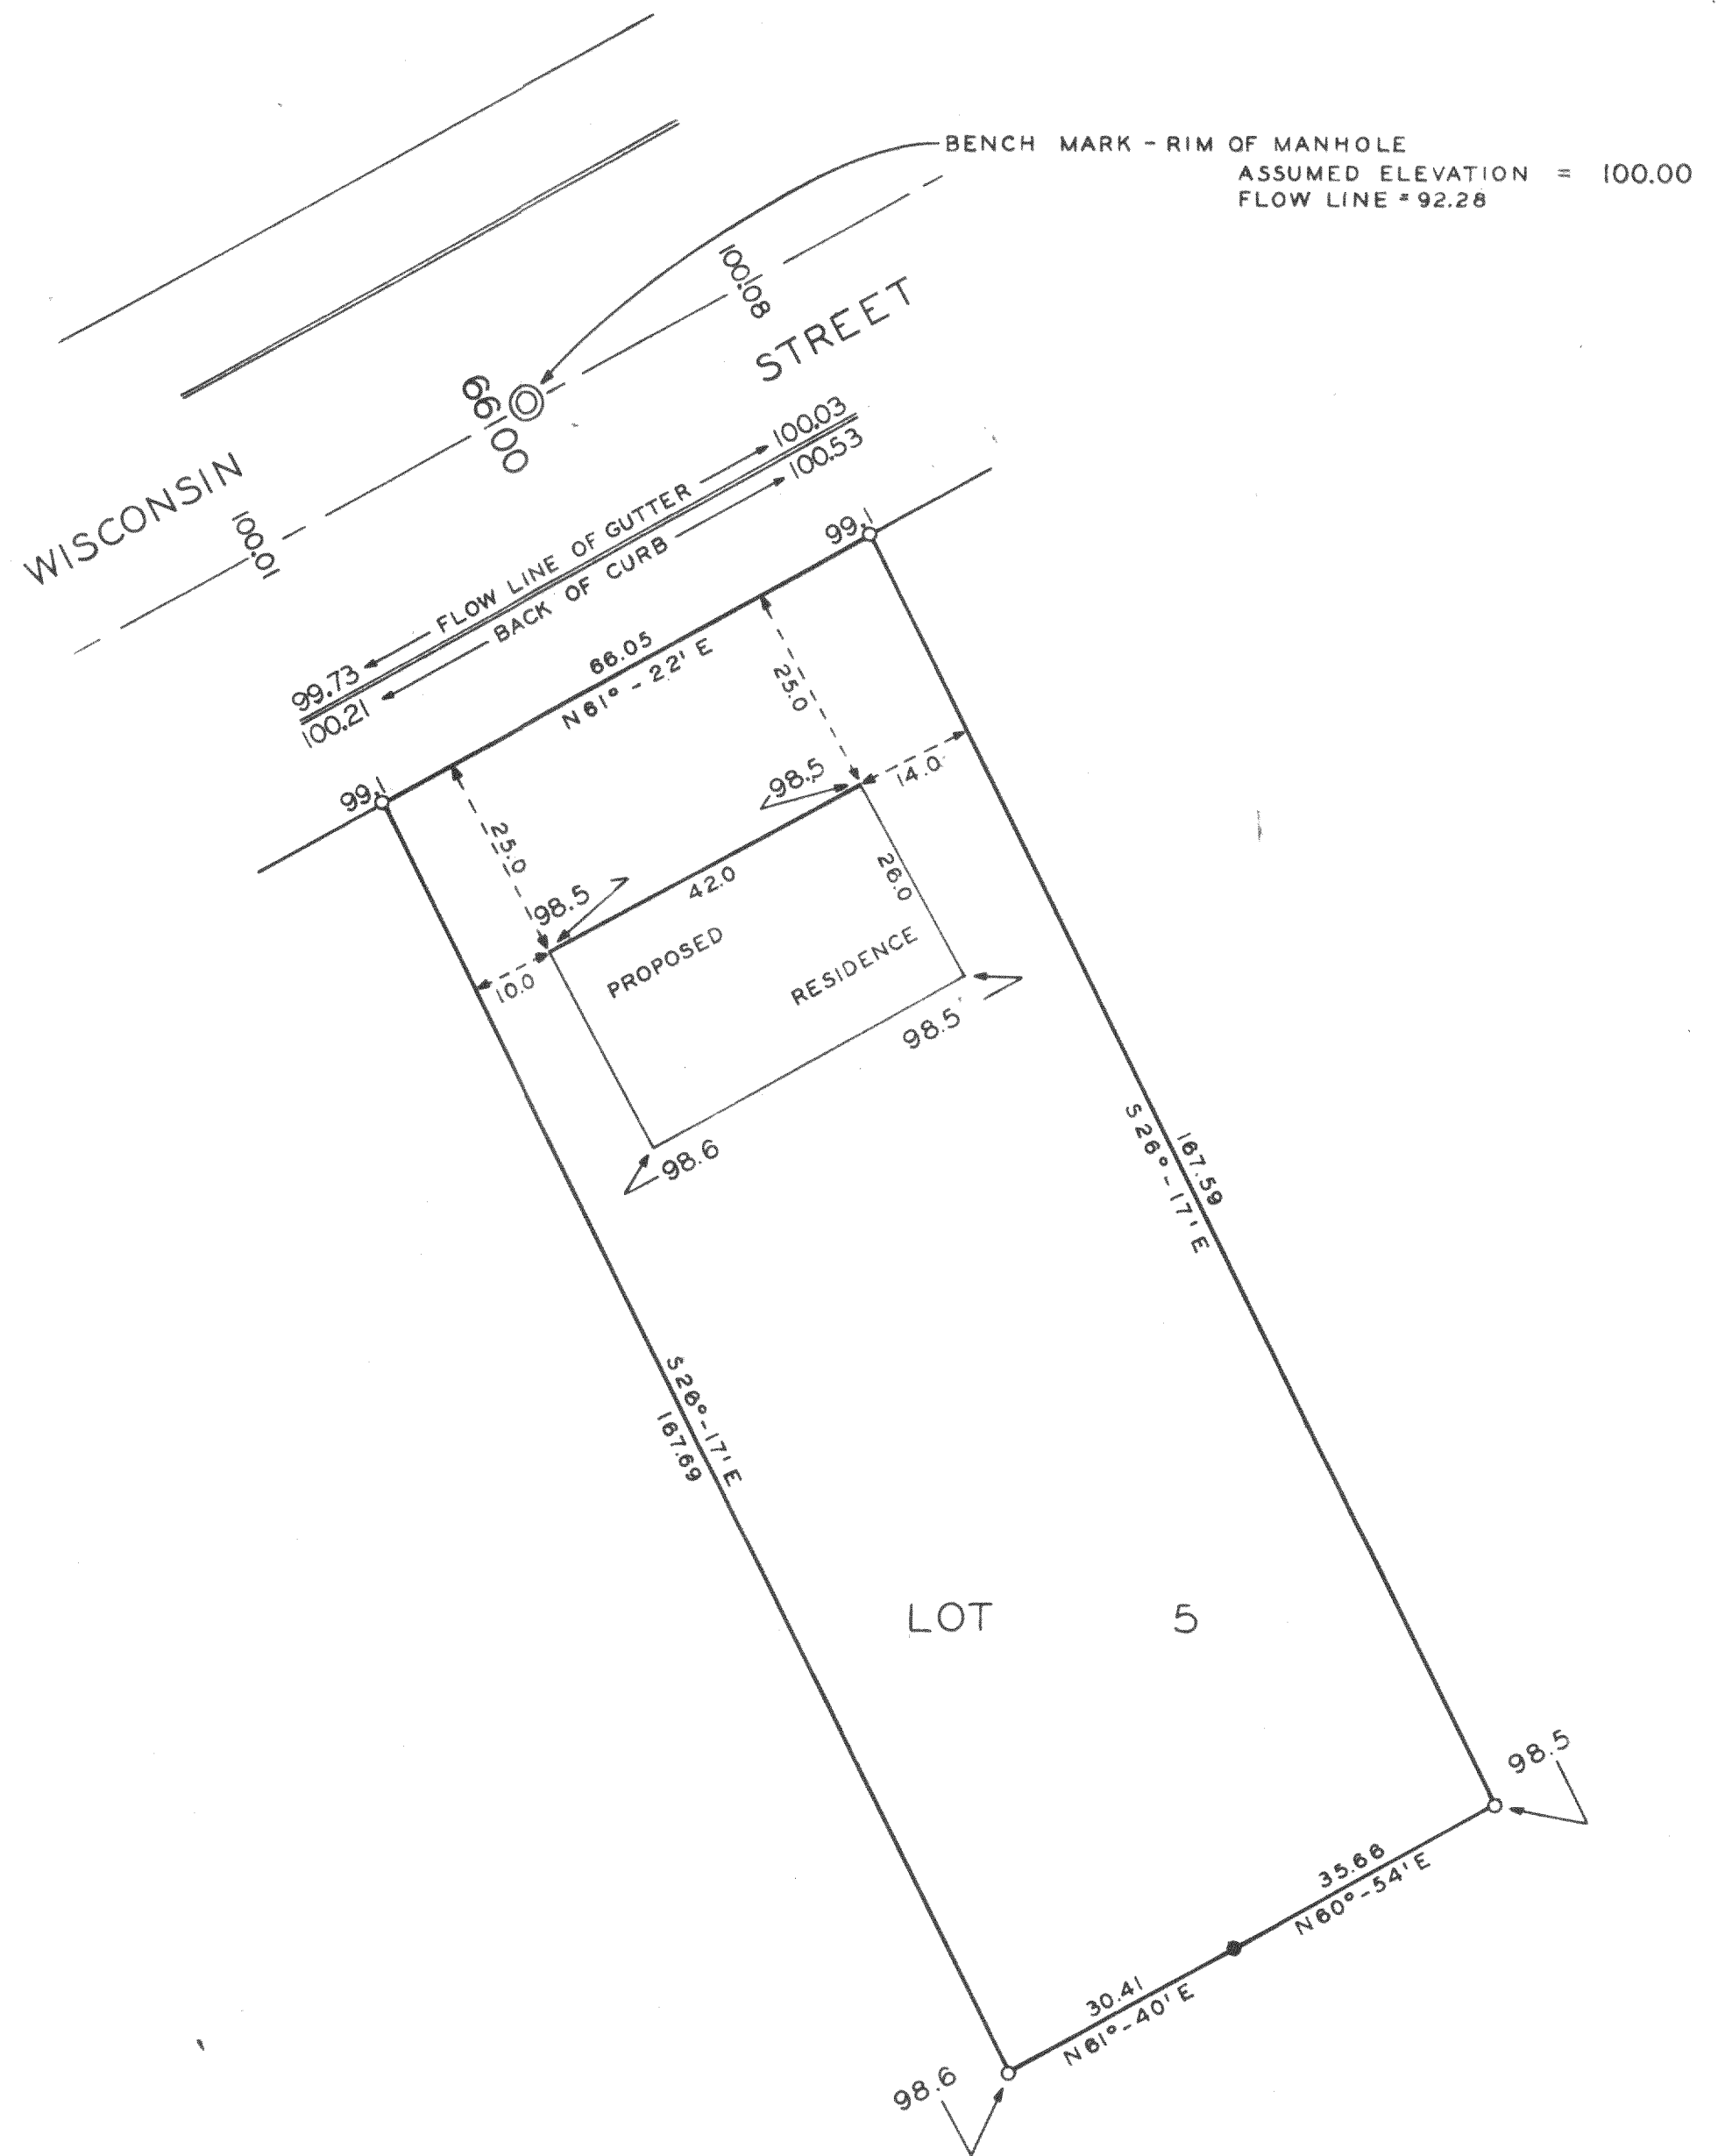 BENCH MARK - RIM OF MANHOLE
ASSUMED ELEVATION = 100.00
FLOW LINE = 92.28
100.08
WISCONSIN STREET
66
100
100.01
100.03
FLOW LINE OF GUTTER
99.73
100.53
BACK OF CURB
100.21
99.1
66.05
N 61° - 22' E
99.1
25.0
25.0
98.5
14.0
98.5
42.0
26.0
10.0
PROPOSED RESIDENCE
98.5
98.6
167.59
S 26° - 17' E
S 26° - 17' E
167.69
LOT 5
98.5
35.68
N 60° - 54' E
30.41
N 61° - 40' E
98.6